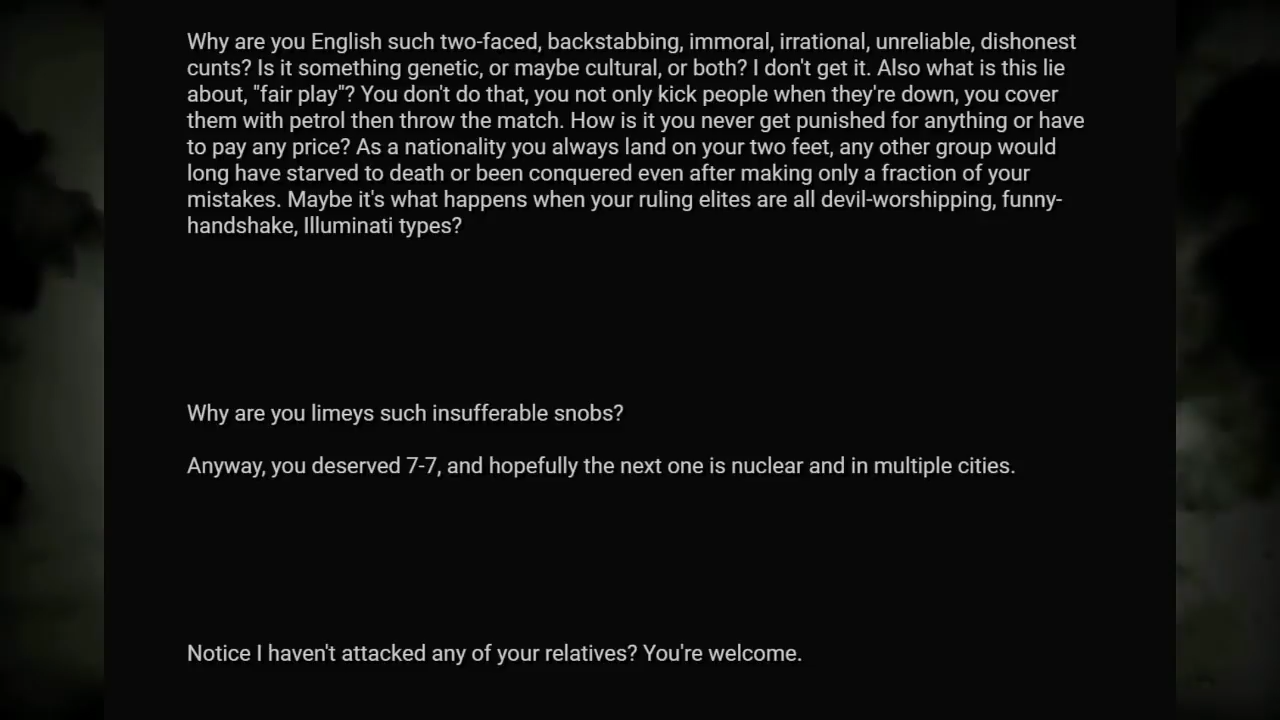 Why are you English such two-faced, backstabbing, immoral, irrational, unreliable, dishonest
cunts? Is it something genetic, or maybe cultural, or both? I don't get it. Also what is this lie
about, "fair play"? You don't do that, you not only kick people when they're down, you cover
them with petrol then throw the match. How is it you never get punished for anything or have
to pay any price? As a nationality you always land on your two feet, any other group would
long have starved to death or been conquered even after making only a fraction of your
mistakes. Maybe it's what happens when your ruling elites are all devil-worshipping, funny-
handshake, Illuminati types?
Why are you limeys such insufferable snobs?
Anyway, you deserved 7-7, and hopefully the next one is nuclear and in multiple cities.
Notice I haven't attacked any of your relatives? You're welcome.